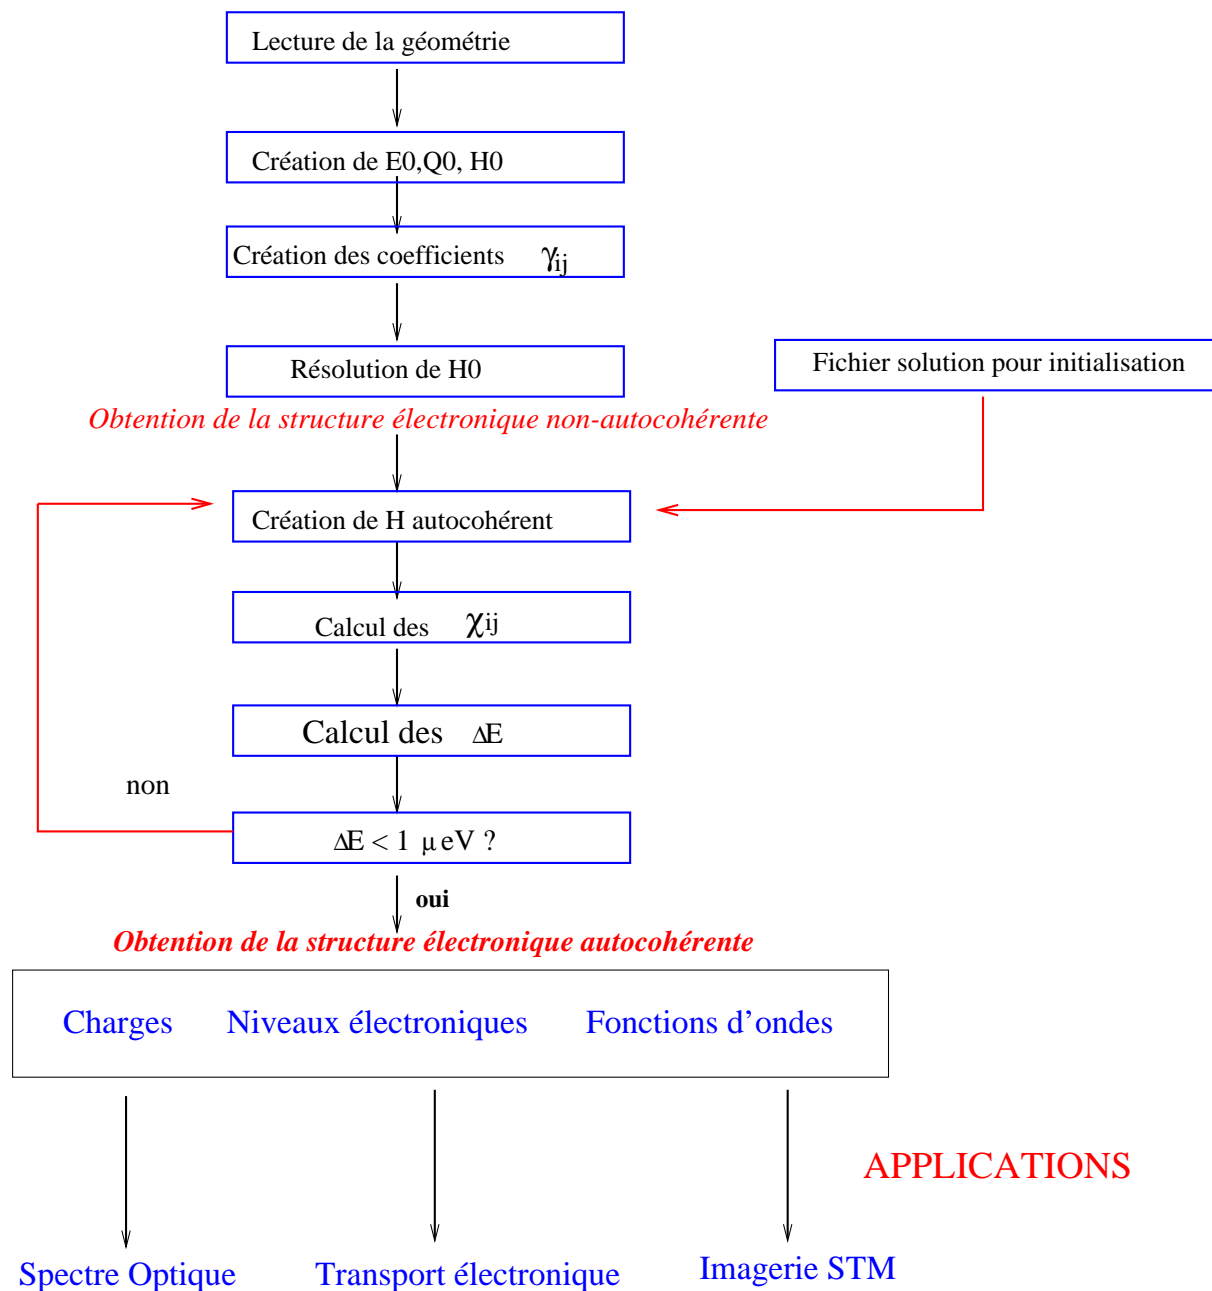 Lecture de la géométrie
Création de E0,Q0, H0
Création des coefficients γij
Résolution de H0
Fichier solution pour initialisation
Obtention de la structure électronique non-autocohérente
Création de H autocohérent
Calcul des χij
Calcul des ΔE
non
ΔE < 1 μeV ?
oui
Obtention de la structure électronique autocohérente
Charges Niveaux électroniques Fonctions d'ondes
APPLICATIONS
Spectre Optique Transport électronique Imagerie STM